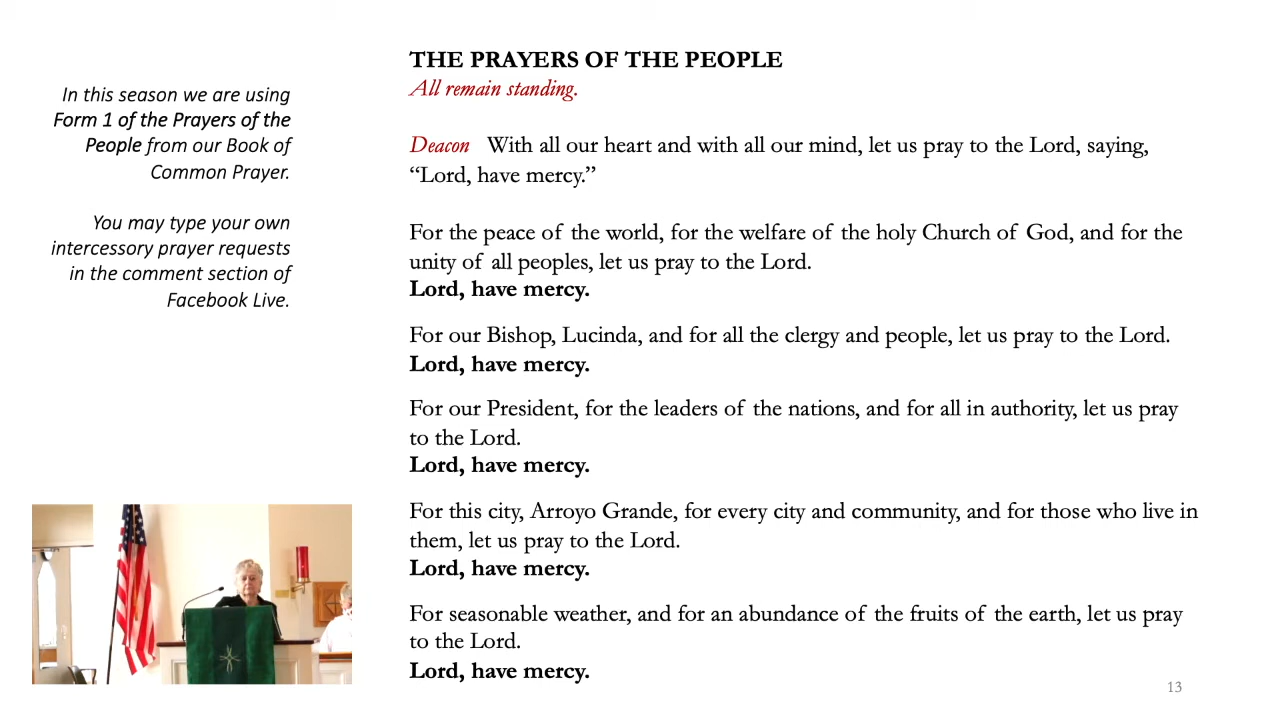 In this season we are using
Form 1 of the Prayers of the
People from our Book of
Common Prayer.
You may type your own
intercessory prayer requests
in the comment section of
Facebook Live.
THE PRAYERS OF THE PEOPLE
All remain standing.
Deacon With all our heart and with all our mind, let us pray to the Lord, saying,
“Lord, have mercy.”
For the peace of the world, for the welfare of the holy Church of God, and for the
unity of all peoples, let us pray to the Lord.
Lord, have mercy.
For our Bishop, Lucinda, and for all the clergy and people, let us pray to the Lord.
Lord, have mercy.
For our President, for the leaders of the nations, and for all in authority, let us pray
to the Lord.
Lord, have mercy.
For this city, Arroyo Grande, for every city and community, and for those who live in
them, let us pray to the Lord.
Lord, have mercy.
For seasonable weather, and for an abundance of the fruits of the earth, let us pray
to the Lord.
Lord, have mercy.
13